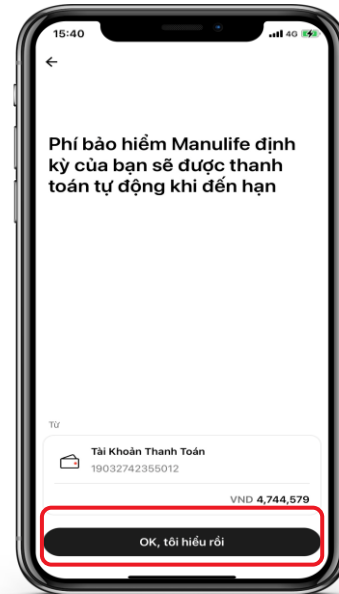 15:40
4G
Phí bảo hiểm Manulife định
kỳ của bạn sẽ được thanh
toán tự động khi đến hạn
Từ
Tài Khoản Thanh Toán
19032742355012
VND 4,744,579
OK, tôi hiểu rồi